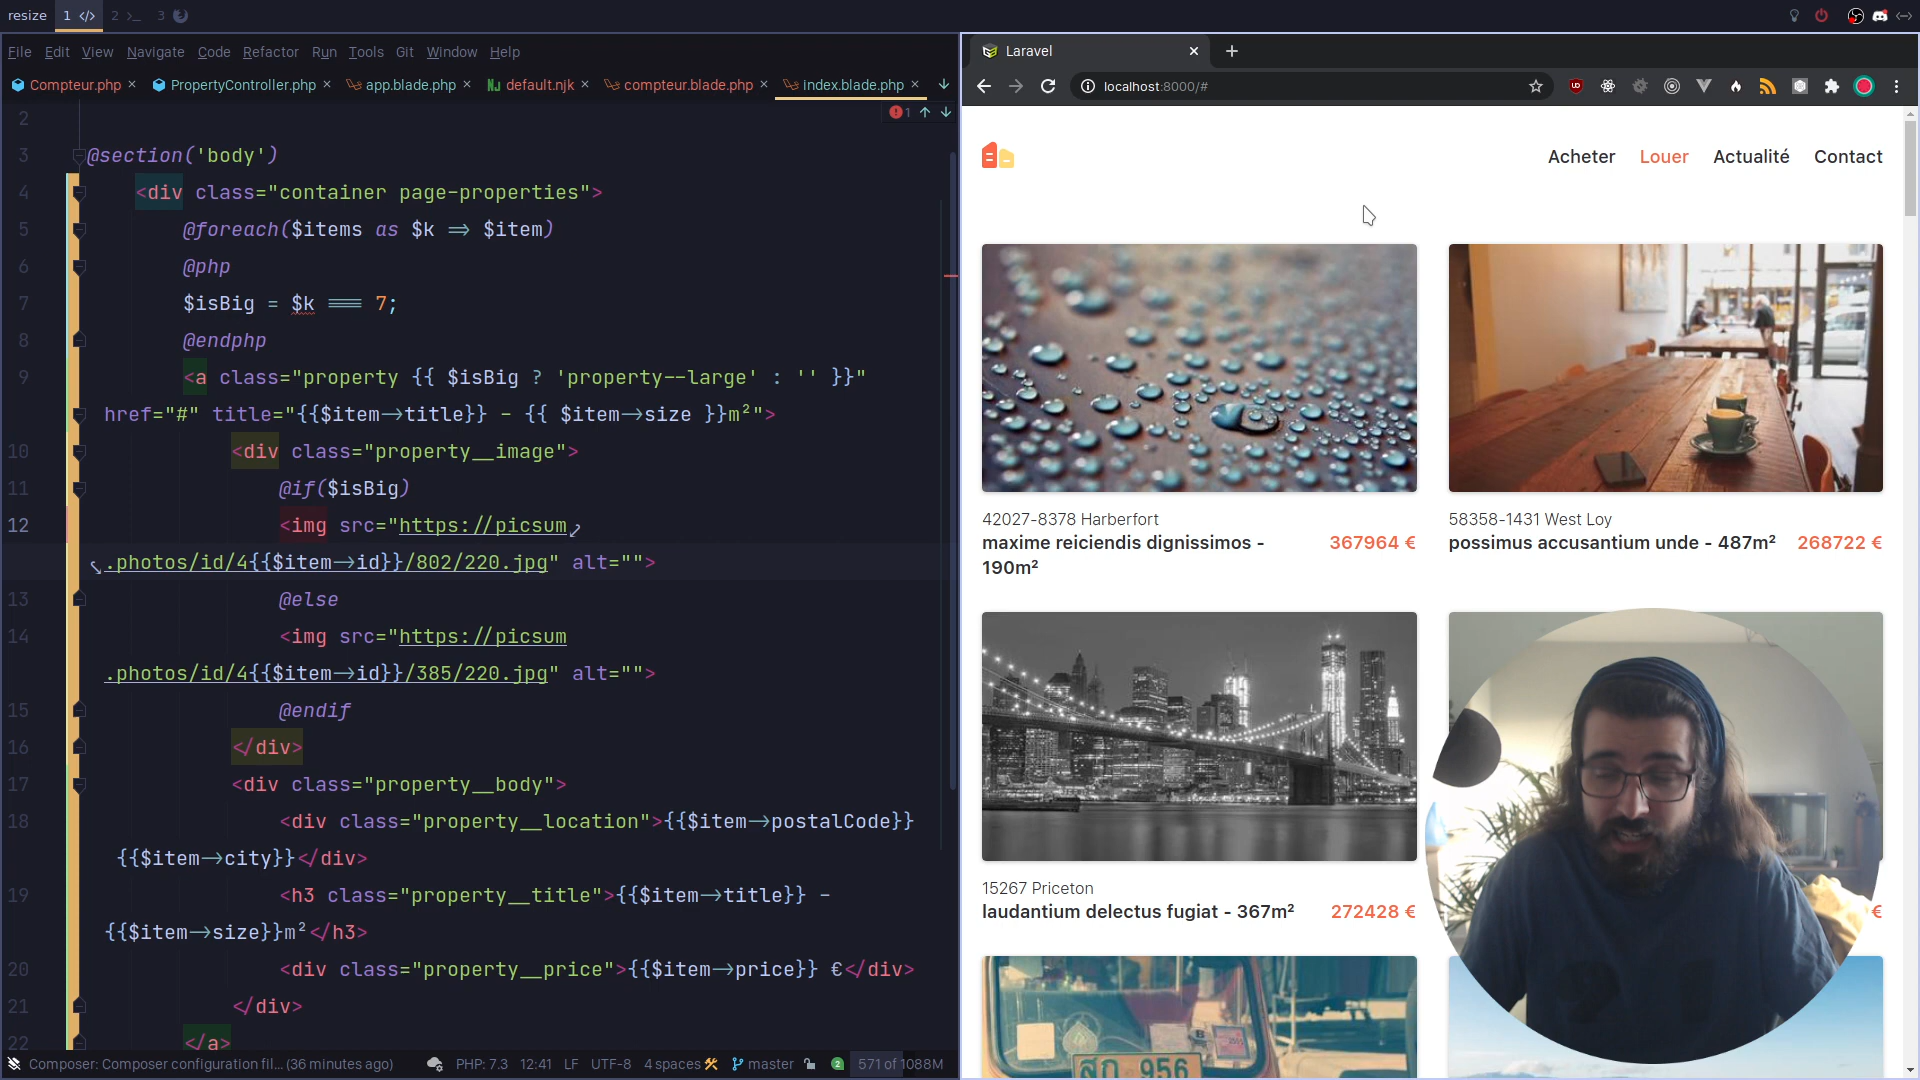 resize 1 </> 2 3
File Edit View Navigate Code Refactor Run Tools Git Window Help
Compteur.php × PropertyController.php × app.blade.php × default.njk × compteur.blade.php × index.blade.php ×
1
2
3 @section('body')
4 <div class="container page-properties">
5 @foreach($items as $k => $item)
6 @php
7 $isBig = $k === 7;
8 @endphp
9 <a class="property {{ $isBig ? 'property--large' : '' }}"
href="#" title="{{$item->title}} - {{ $item->size }}m²">
10 <div class="property__image">
11 @if($isBig)
12 <img src="https://picsum
.photos/id/4{{$item->id}}/802/220.jpg" alt="">
13 @else
14 <img src="https://picsum
.photos/id/4{{$item->id}}/385/220.jpg" alt="">
15 @endif
16 </div>
17 <div class="property__body">
18 <div class="property__location">{{$item->postalCode}}
{{$item->city}}</div>
19 <h3 class="property__title">{{$item->title}} -
{{$item->size}}m²</h3>
20 <div class="property__price">{{$item->price}} €</div>
21 </div>
22 </a>
Composer: Composer configuration fil... (36 minutes ago) PHP: 7.3 12:41 LF UTF-8 4 spaces master 2 571 of 1088M
Laravel
localhost:8000/#
Acheter Louer Actualité Contact
42027-8378 Harberfort
maxime reiciendis dignissimos - 367964 €
190m²
58358-1431 West Loy
possimus accusantium unde - 487m² 268722 €
15267 Priceton
laudantium delectus fugiat - 367m² 272428 €
€
956